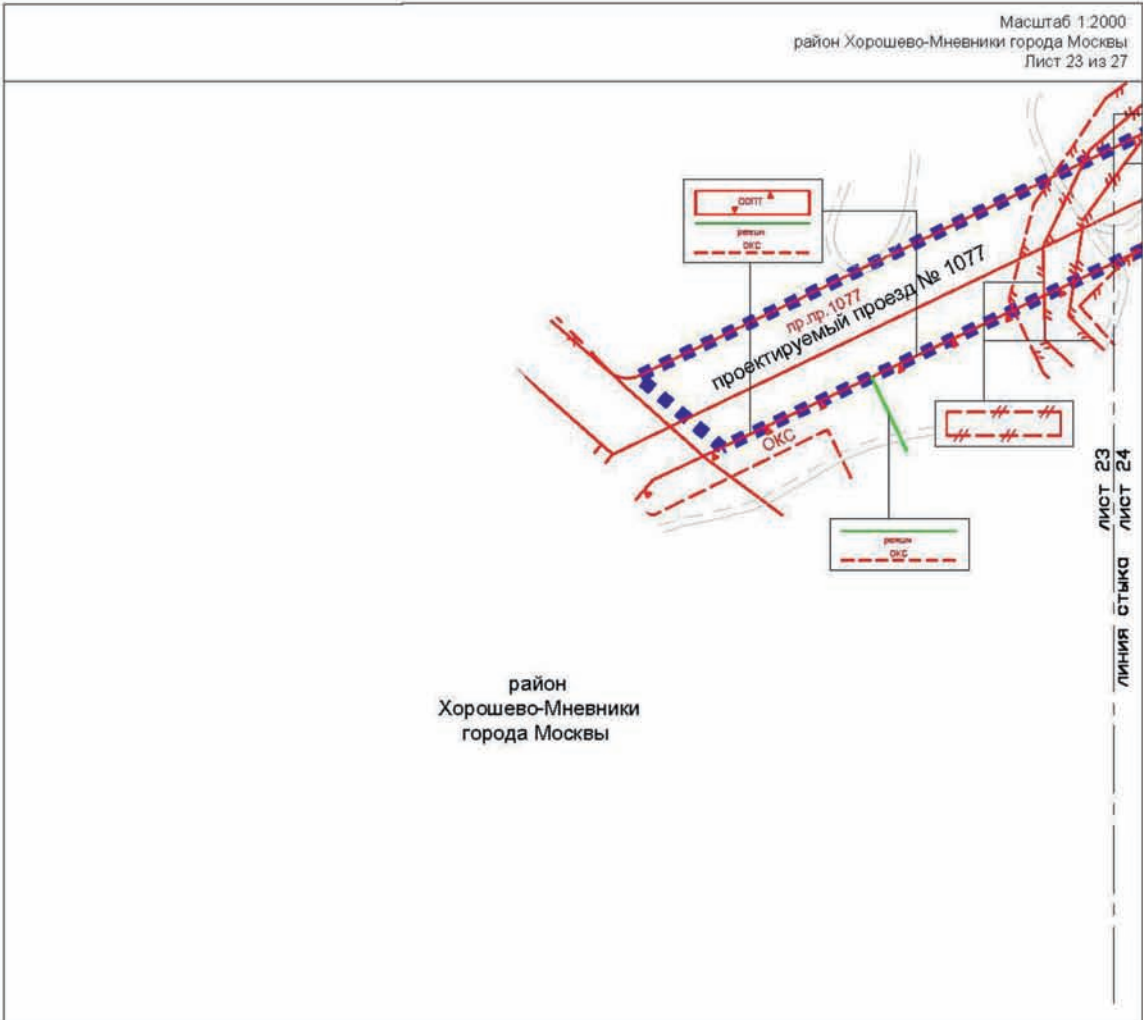 Масштаб 1:2000
район Хорошево-Мневники города Москвы
Лист 23 из 27
ООПТ
режим
ОКС
пр.пр.1077
проектируемый проезд № 1077
ОКС
режим
ОКС
лист 23
лист 24
линия стыка
район
Хорошево-Мневники
города Москвы